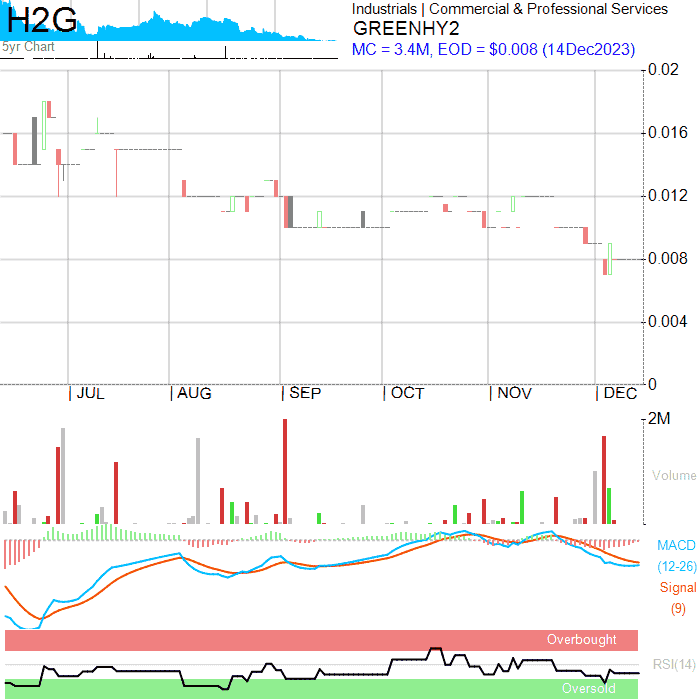 H2G
5yr Chart
Industrials | Commercial & Professional Services
GREENHY2
MC = 3.4M, EOD = $0.008 (14Dec2023)
0.02
0.016
0.012
0.008
0.004
0
| JUL | AUG | SEP | OCT | NOV | DEC
2M
Volume
MACD
(12-26)
Signal
(9)
Overbought
RSI(14)
Oversold